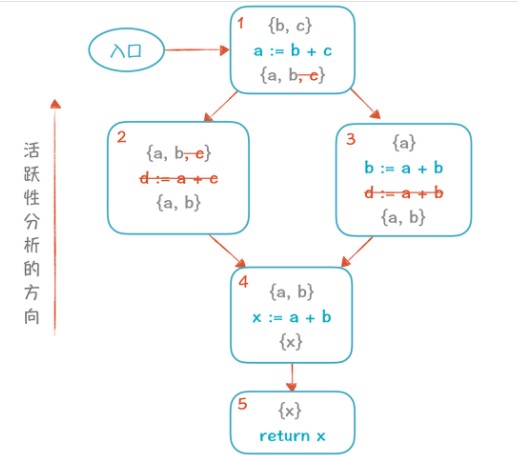 入口
1
{b, c}
a := b + c
{a, b, c}
活跃性分析的方向
2
{a, b, c}
d := a + c
{a, b}
3
{a}
b := a + b
d := a + b
{a, b}
4
{a, b}
x := a + b
{x}
5
{x}
return x